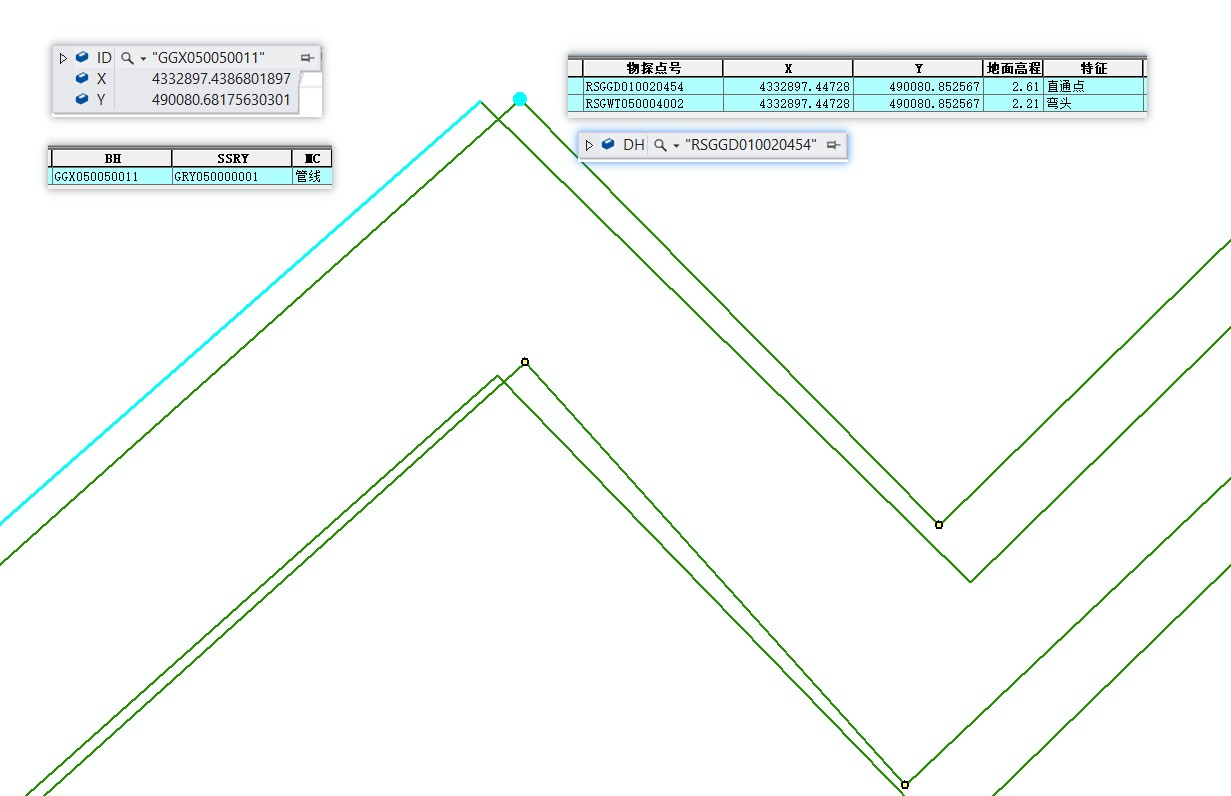 ID "GGX050050011"
X 4332897.4386801897
Y 490080.68175630301
BH SSRY MC
GGX050050011 GRY050000001 管线
物探点号 X Y 地面高程 特征
RSGGD010020454 4332897.44728 490080.852567 2.61 直通点
RSGWT050004002 4332897.44728 490080.852567 2.21 弯头
DH "RSGGD010020454"